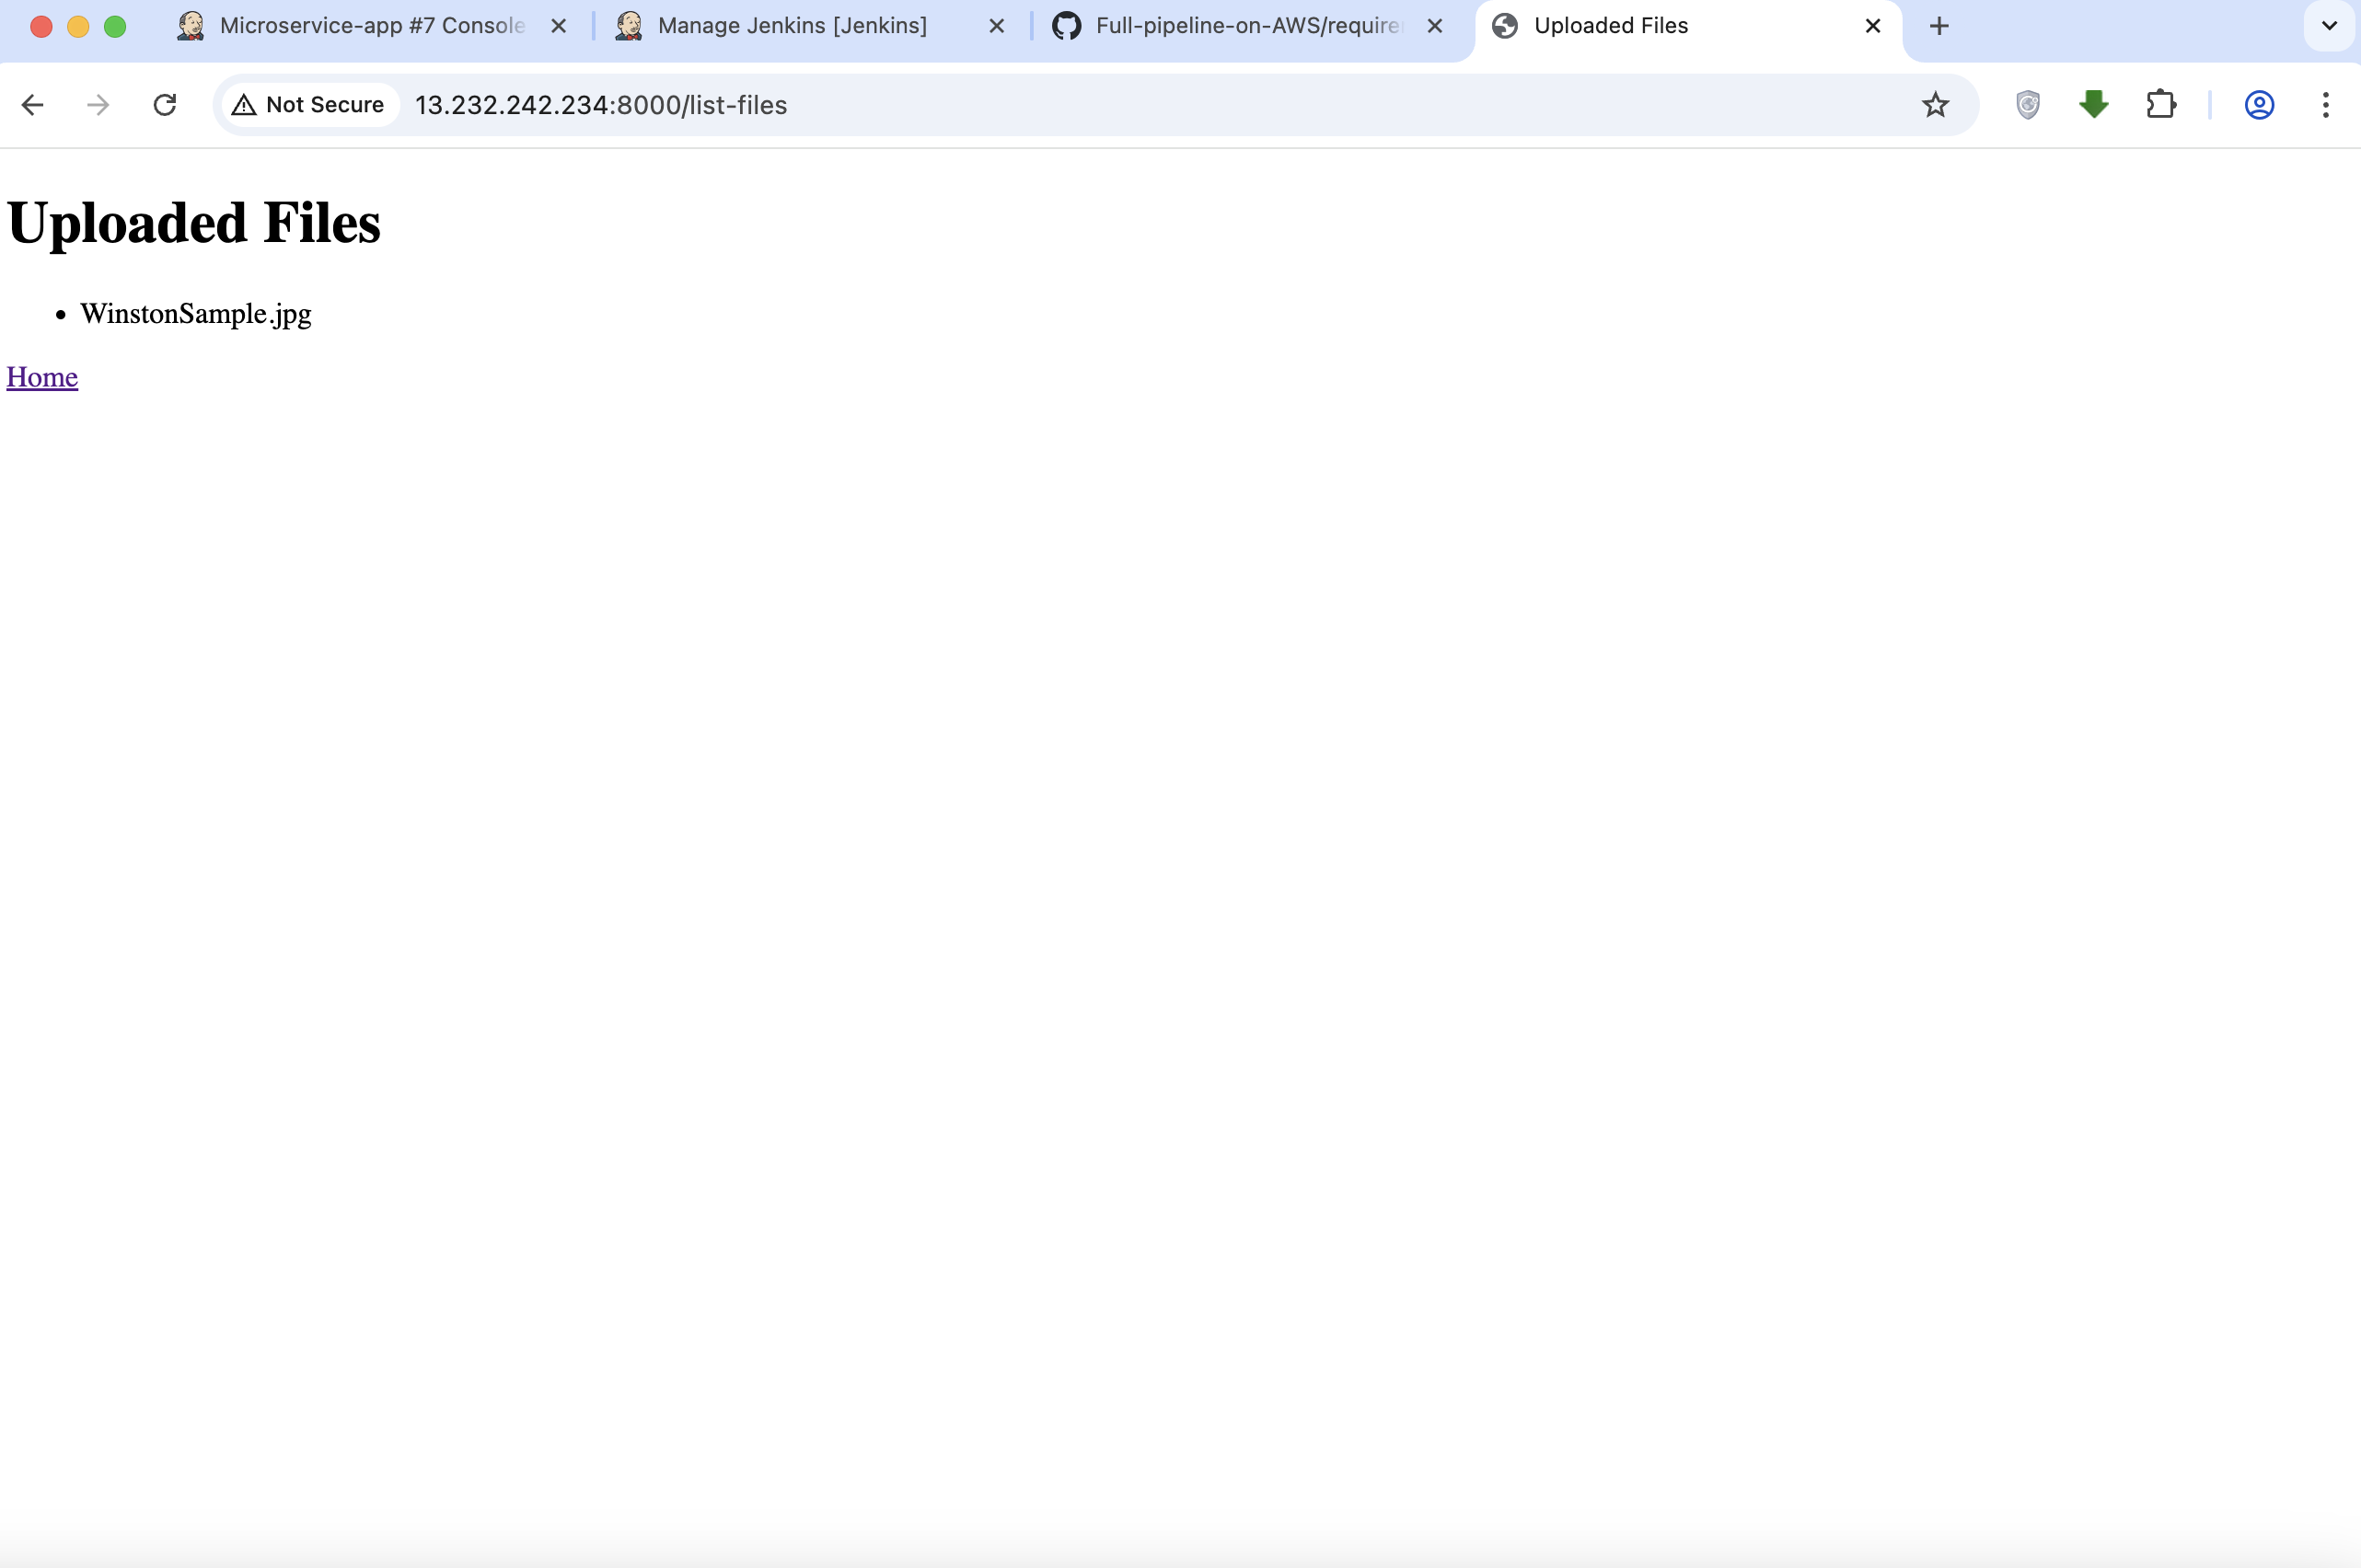 Microservice-app #7 Console
Manage Jenkins [Jenkins]
Full-pipeline-on-AWS/require
Uploaded Files
Not Secure
13.232.242.234:8000/list-files
Uploaded Files
WinstonSample.jpg
Home